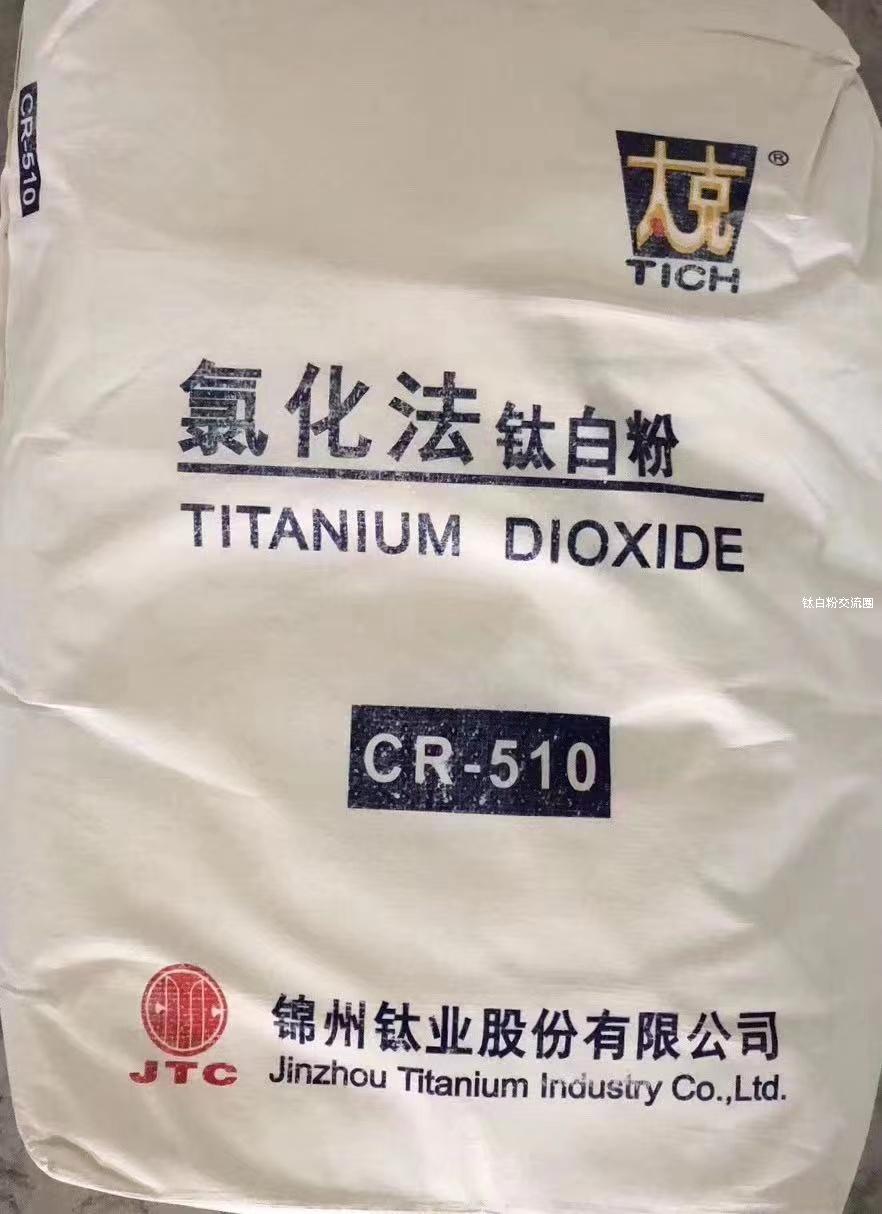 CR-510
太克®
TICH
氯化法钛白粉
TITANIUM DIOXIDE
钛白粉交流圈
CR-510
锦州钛业股份有限公司
JTC
Jinzhou Titanium Industry Co.,Ltd.